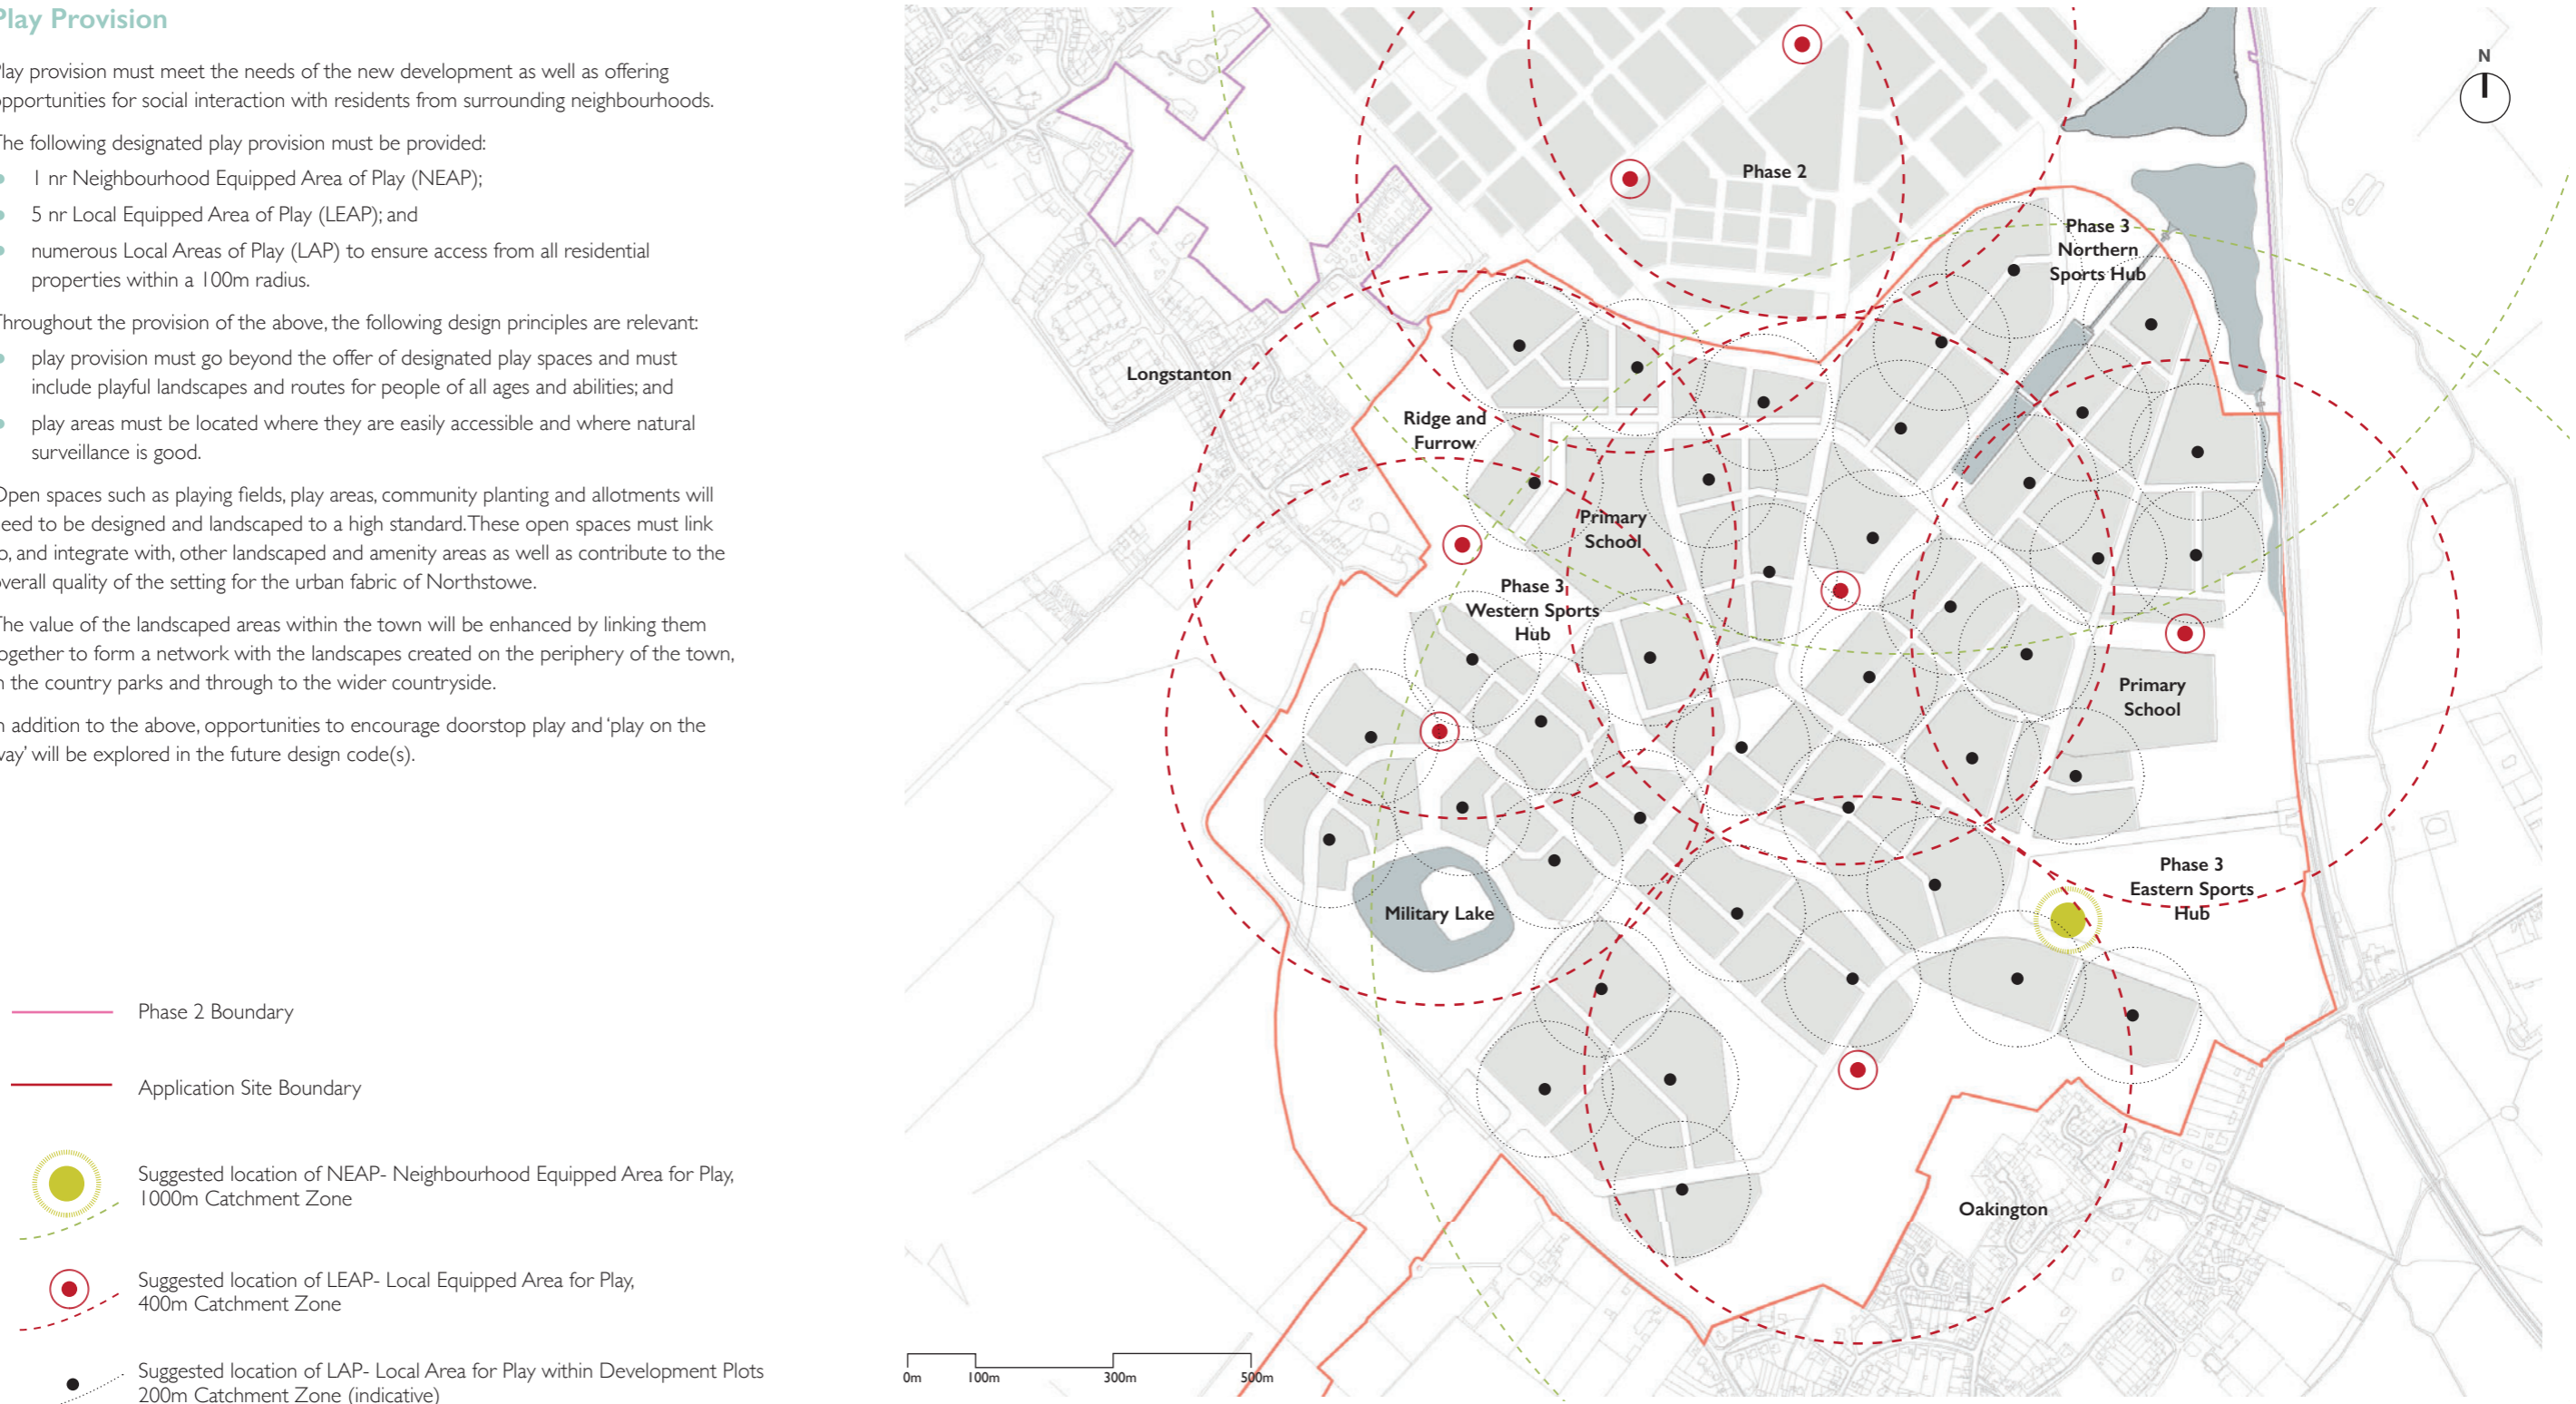 Play Provision
Play provision must meet the needs of the new development as well as offering
opportunities for social interaction with residents from surrounding neighbourhoods.
The following designated play provision must be provided:
• 1 nr Neighbourhood Equipped Area of Play (NEAP);
• 5 nr Local Equipped Area of Play (LEAP); and
• numerous Local Areas of Play (LAP) to ensure access from all residential
properties within a 100m radius.
Throughout the provision of the above, the following design principles are relevant:
• play provision must go beyond the offer of designated play spaces and must
include playful landscapes and routes for people of all ages and abilities; and
• play areas must be located where they are easily accessible and where natural
surveillance is good.
Open spaces such as playing fields, play areas, community planting and allotments will
need to be designed and landscaped to a high standard. These open spaces must link
to, and integrate with, other landscaped and amenity areas as well as contribute to the
overall quality of the setting for the urban fabric of Northstowe.
The value of the landscaped areas within the town will be enhanced by linking them
together to form a network with the landscapes created on the periphery of the town,
in the country parks and through to the wider countryside.
In addition to the above, opportunities to encourage doorstop play and 'play on the
way' will be explored in the future design code(s).
Phase 2 Boundary
Application Site Boundary
Suggested location of NEAP- Neighbourhood Equipped Area for Play,
1000m Catchment Zone
Suggested location of LEAP- Local Equipped Area for Play,
400m Catchment Zone
Suggested location of LAP- Local Area for Play within Development Plots
200m Catchment Zone (indicative)
N
Phase 2
Phase 3
Northern
Sports Hub
Longstanton
Ridge and
Furrow
Primary
School
Phase 3
Western Sports
Hub
Primary
School
Phase 3
Eastern Sports
Hub
Military Lake
Oakington
0m
100m
300m
500m